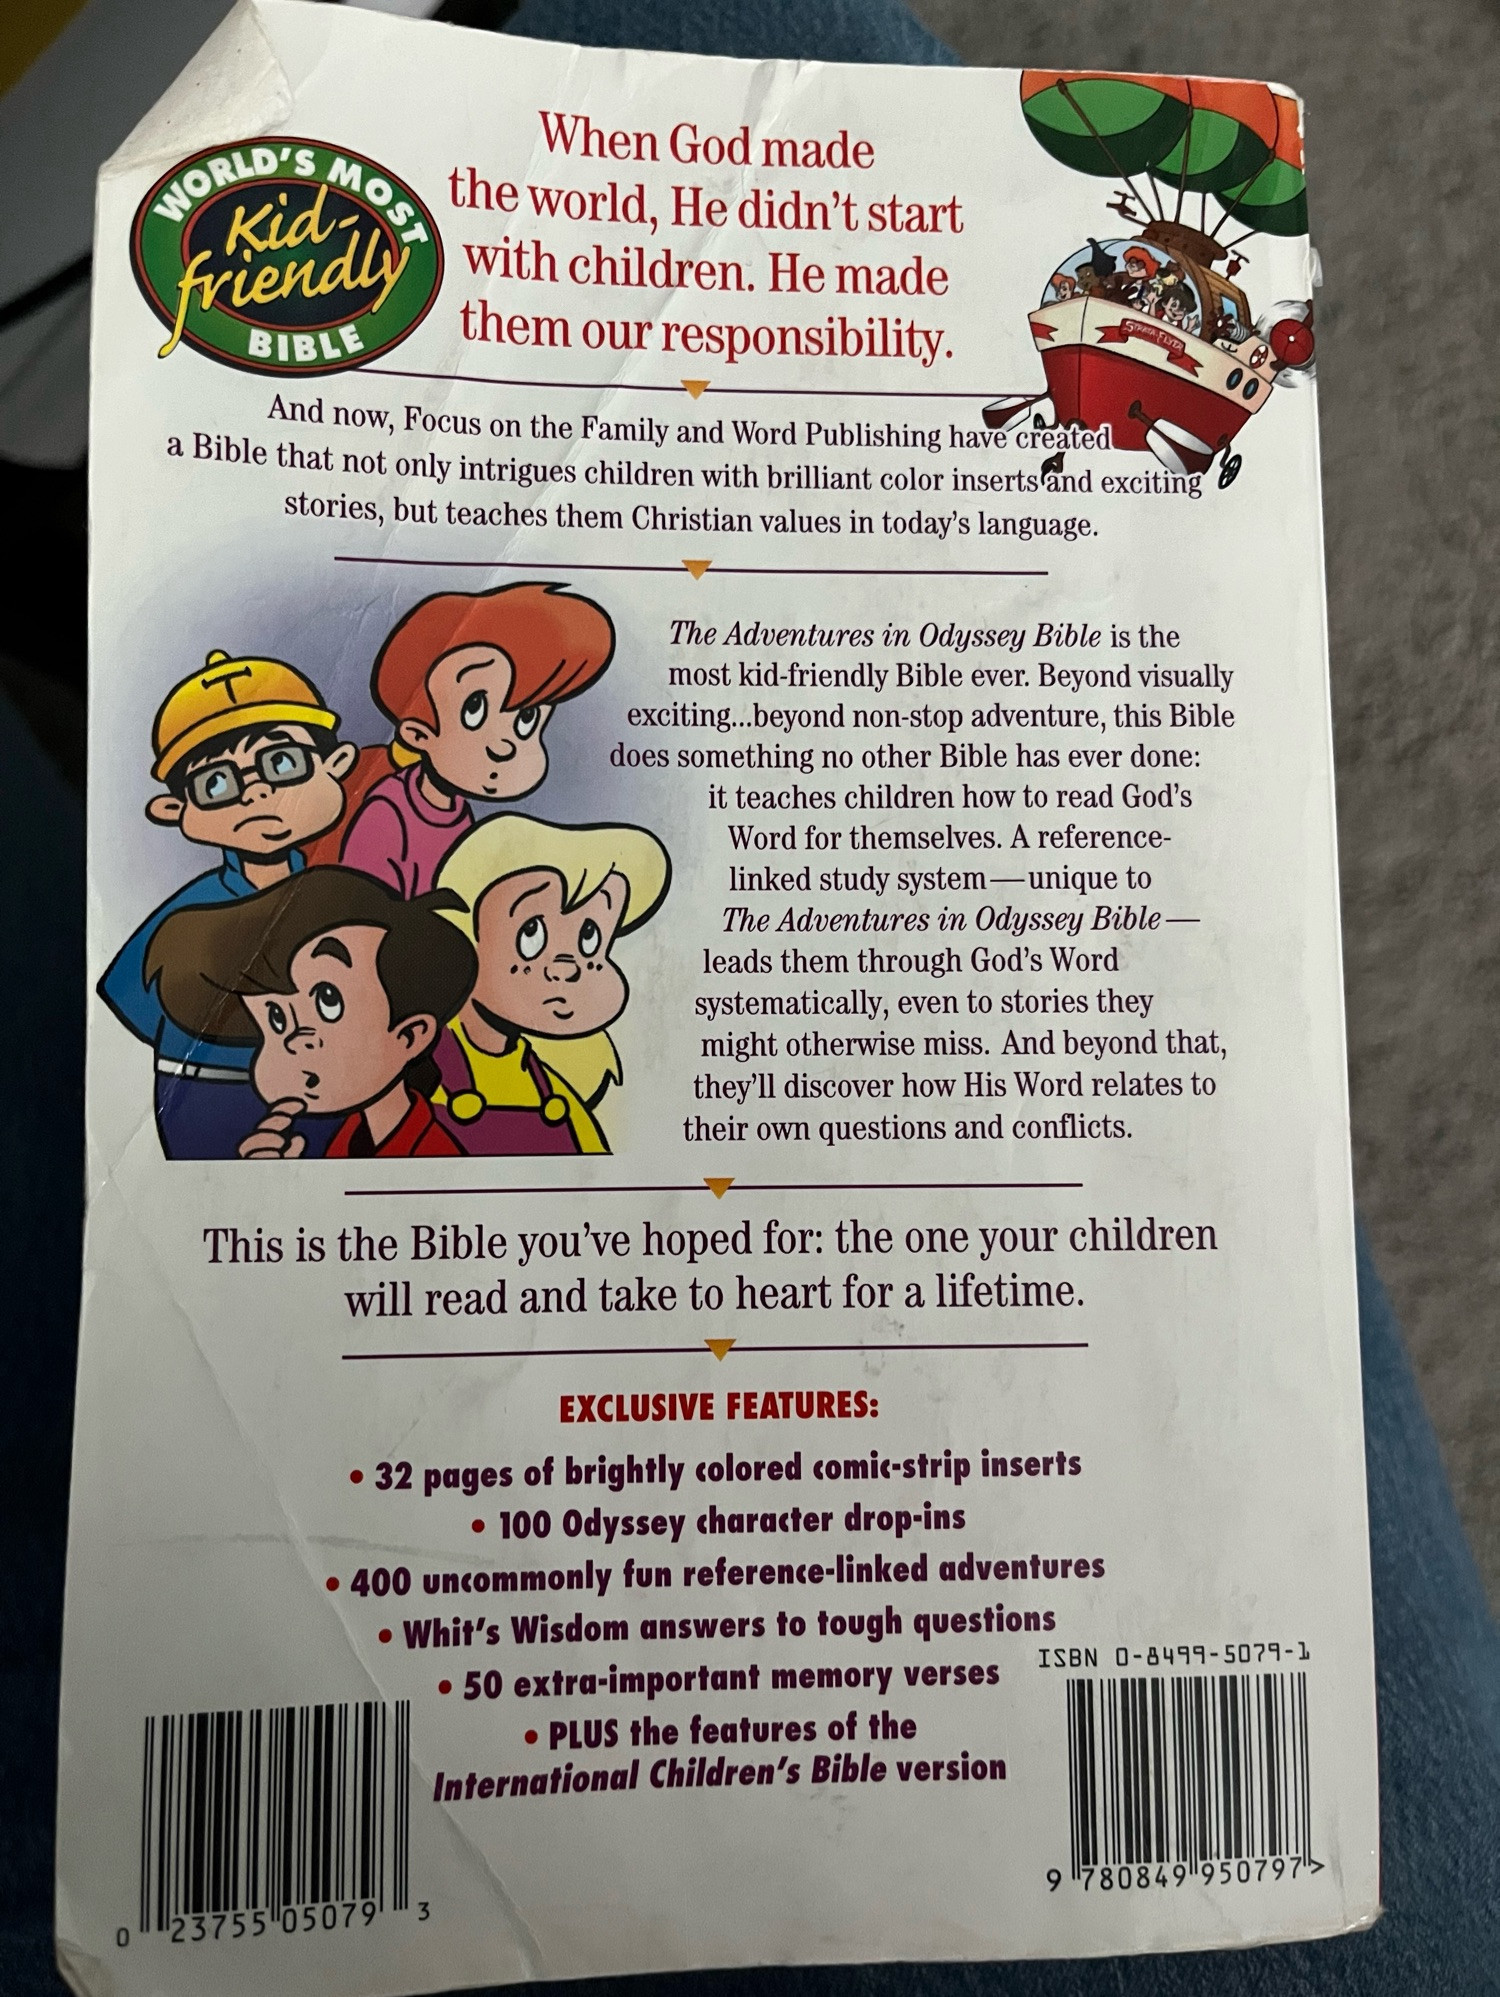 WORLD'S MOST
Kid-
friendly
BIBLE
When God made
the world, He didn't start
with children. He made
them our responsibility.
STRATA-FLYER
And now, Focus on the Family and Word Publishing have created
a Bible that not only intrigues children with brilliant color inserts and exciting
stories, but teaches them Christian values in today's language.
T
The Adventures in Odyssey Bible is the
most kid-friendly Bible ever. Beyond visually
exciting...beyond non-stop adventure, this Bible
does something no other Bible has ever done:
it teaches children how to read God's
Word for themselves. A reference-
linked study system—unique to
The Adventures in Odyssey Bible—
leads them through God's Word
systematically, even to stories they
might otherwise miss. And beyond that,
they'll discover how His Word relates to
their own questions and conflicts.
This is the Bible you've hoped for: the one your children
will read and take to heart for a lifetime.
EXCLUSIVE FEATURES:
• 32 pages of brightly colored comic-strip inserts
• 100 Odyssey character drop-ins
• 400 uncommonly fun reference-linked adventures
• Whit's Wisdom answers to tough questions
• 50 extra-important memory verses
• PLUS the features of the
International Children's Bible version
ISBN 0-8499-5079-1
9 780849 950797 >
0 23755 05079 3